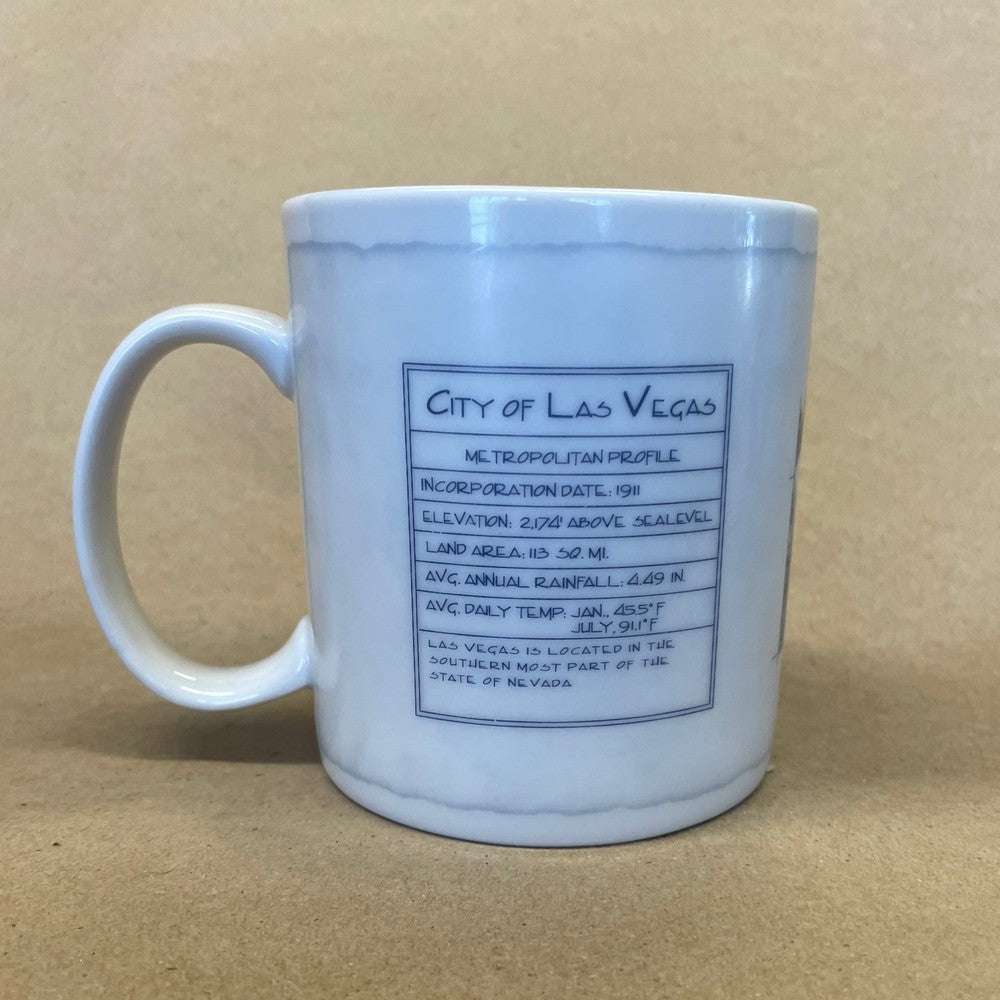 CITY OF LAS VEGAS
METROPOLITAN PROFILE
INCORPORATION DATE: 1911
ELEVATION: 2,174' ABOVE SEALEVEL
LAND AREA: 113 SQ. MI.
AVG. ANNUAL RAINFALL: 4.49 IN.
AVG. DAILY TEMP: JAN., 45.5°F
JULY, 91.1°F
LAS VEGAS IS LOCATED IN THE
SOUTHERN MOST PART OF THE
STATE OF NEVADA